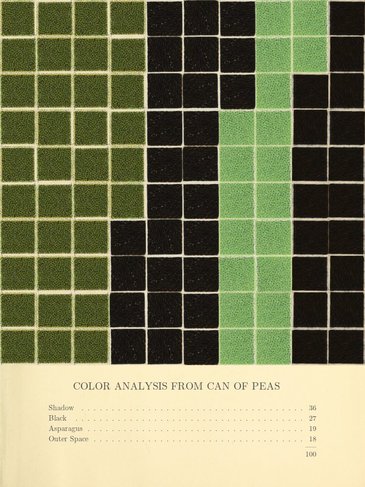 COLOR ANALYSIS FROM CAN OF PEAS
Shadow . . . . . . . . . . . . . . . . . . . . . . . . . . . . . . . . . . . . 36
Black . . . . . . . . . . . . . . . . . . . . . . . . . . . . . . . . . . . . 27
Asparagus . . . . . . . . . . . . . . . . . . . . . . . . . . . . . . . . . . 19
Outer Space . . . . . . . . . . . . . . . . . . . . . . . . . . . . . . . . . 18
100